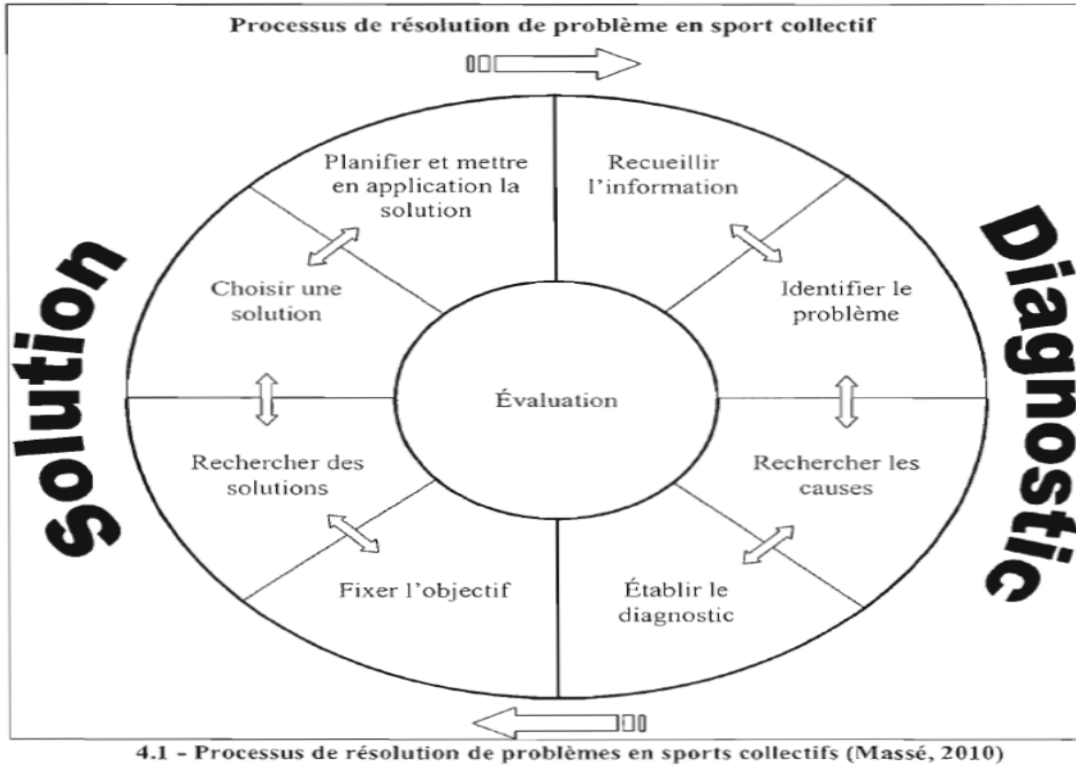 Processus de résolution de problème en sport collectif
Planifier et mettre
en application la
solution
Recueillir
l'information
Choisir une
solution
Identifier le
problème
Solution
Diagnostic
Évaluation
Rechercher des
solutions
Rechercher les
causes
Fixer l'objectif
Établir le
diagnostic
4.1 - Processus de résolution de problèmes en sports collectifs (Massé, 2010)